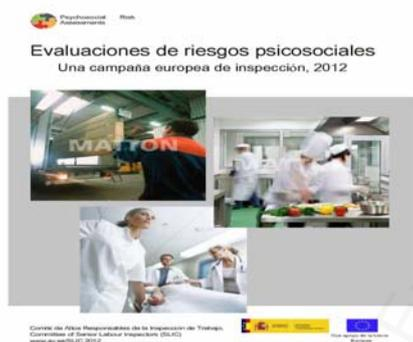 Psychosocial Risk
Assessments
Evaluaciones de riesgos psicosociales
Una campaña europea de inspección, 2012
MATTON
MATTON
Comité de Altos Responsables de la Inspección de Trabajo,
Committee of Senior Labour Inspectors (SLIC)